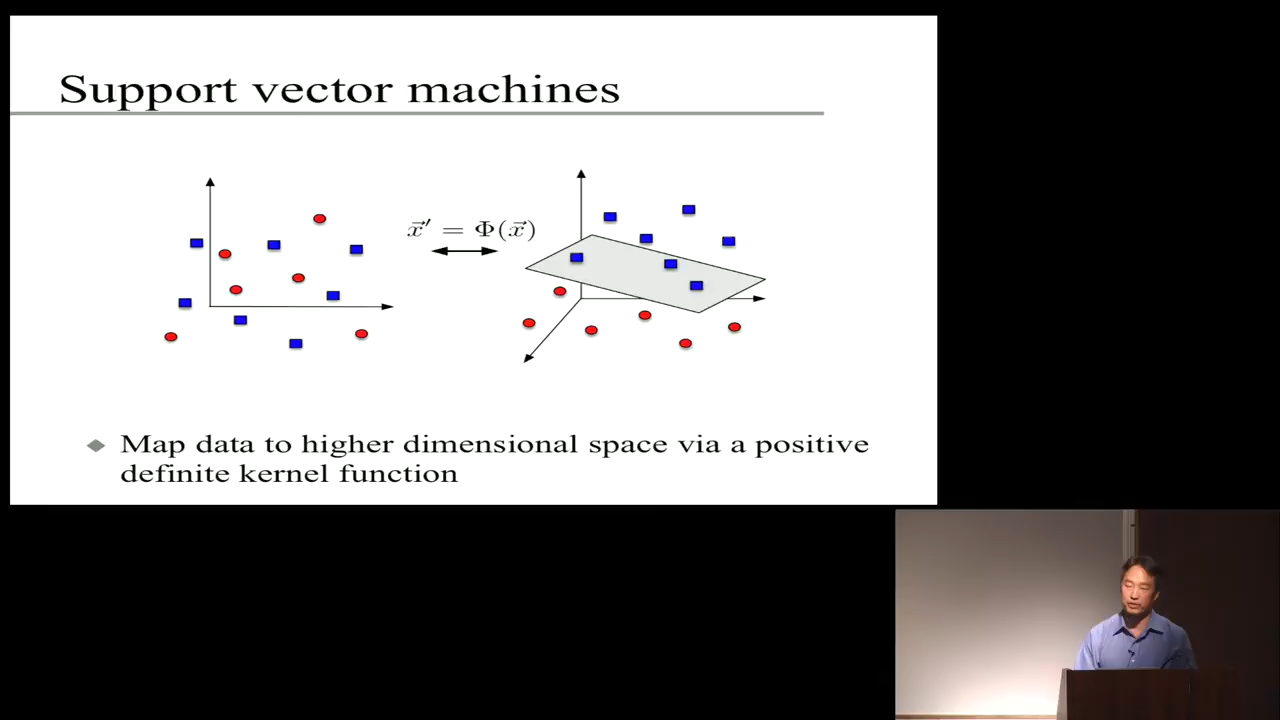 Support vector machines
x⃗′ = Φ(x⃗)
Map data to higher dimensional space via a positive
definite kernel function